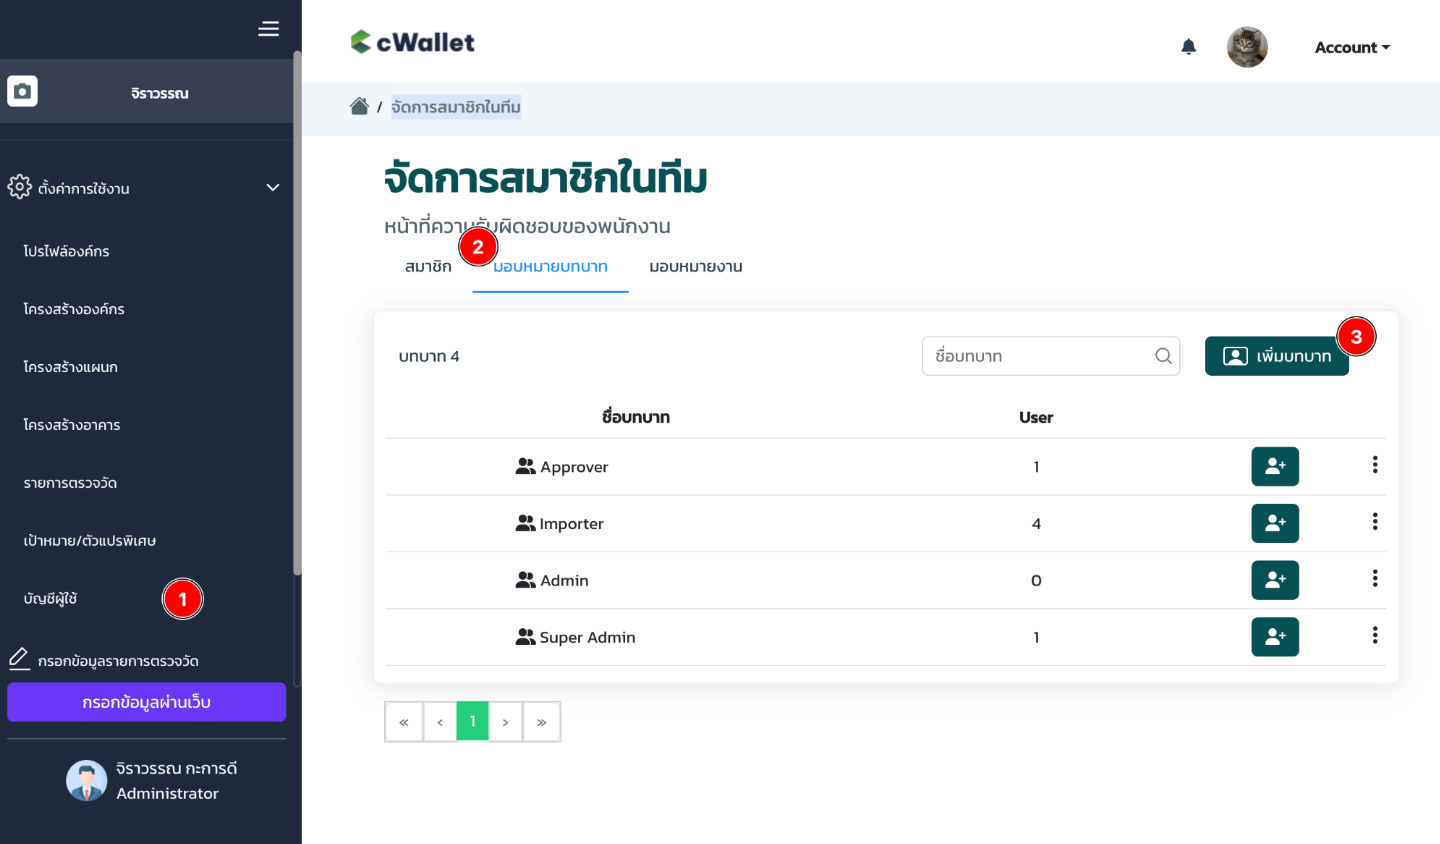 จิราวรรณ
ตั้งค่าการใช้งาน
โปรไฟล์องค์กร
โครงสร้างองค์กร
โครงสร้างแผนก
โครงสร้างอาคาร
รายการตรวจวัด
เป้าหมาย/ตัวแปรพิเศษ
บัญชีผู้ใช้ 1
กรอกข้อมูลรายการตรวจวัด
กรอกข้อมูลผ่านเว็บ
จิราวรรณ กะการดี
Administrator
cWallet
Account
/ จัดการสมาชิกในทีม
จัดการสมาชิกในทีม
หน้าที่ความรับผิดชอบของพนักงาน
2
สมาชิก มอบหมายบทบาท มอบหมายงาน
3
บทบาท 4 ชื่อบทบาท เพิ่มบทบาท
ชื่อบทบาท User
Approver 1
Importer 4
Admin 0
Super Admin 1
« ‹ 1 › »